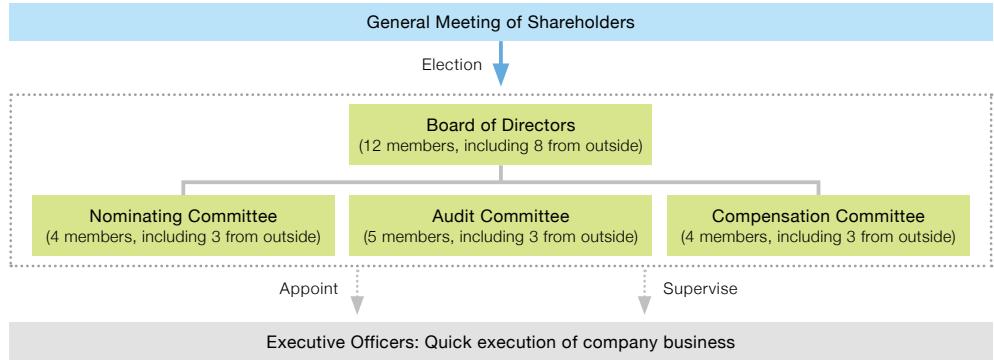 General Meeting of Shareholders
Election
Board of Directors
(12 members, including 8 from outside)
Nominating Committee
(4 members, including 3 from outside)
Audit Committee
(5 members, including 3 from outside)
Compensation Committee
(4 members, including 3 from outside)
Appoint
Supervise
Executive Officers: Quick execution of company business